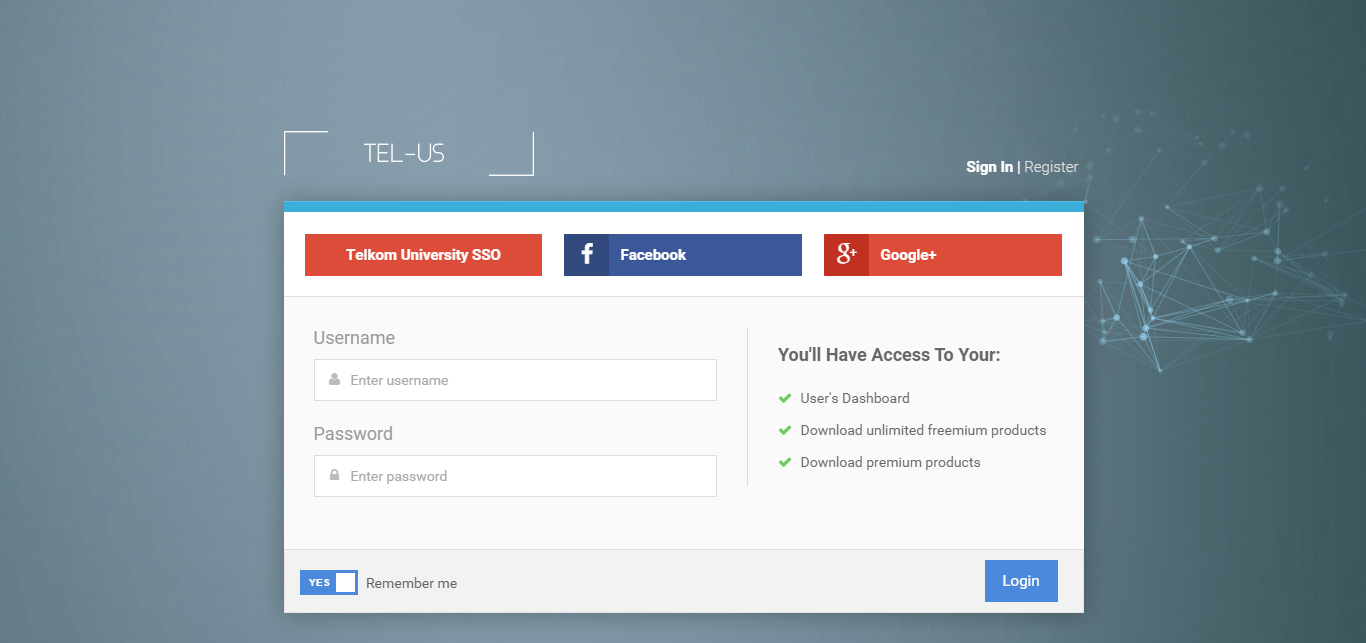 TEL-US
Sign In | Register
Telkom University SSO
Facebook
Google+
Username
Enter username
Password
Enter password
You'll Have Access To Your:
User's Dashboard
Download unlimited freemium products
Download premium products
YES
Remember me
Login